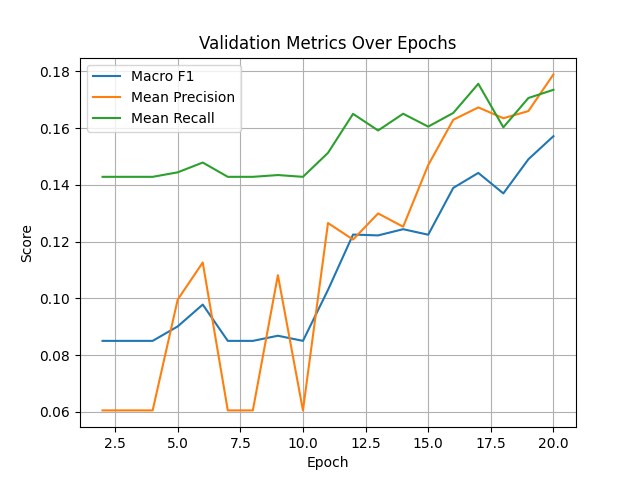 Validation Metrics Over Epochs
Macro F1
Mean Precision
Mean Recall
0.18
0.16
0.14
0.12
0.10
0.08
0.06
Score
2.5 5.0 7.5 10.0 12.5 15.0 17.5 20.0
Epoch